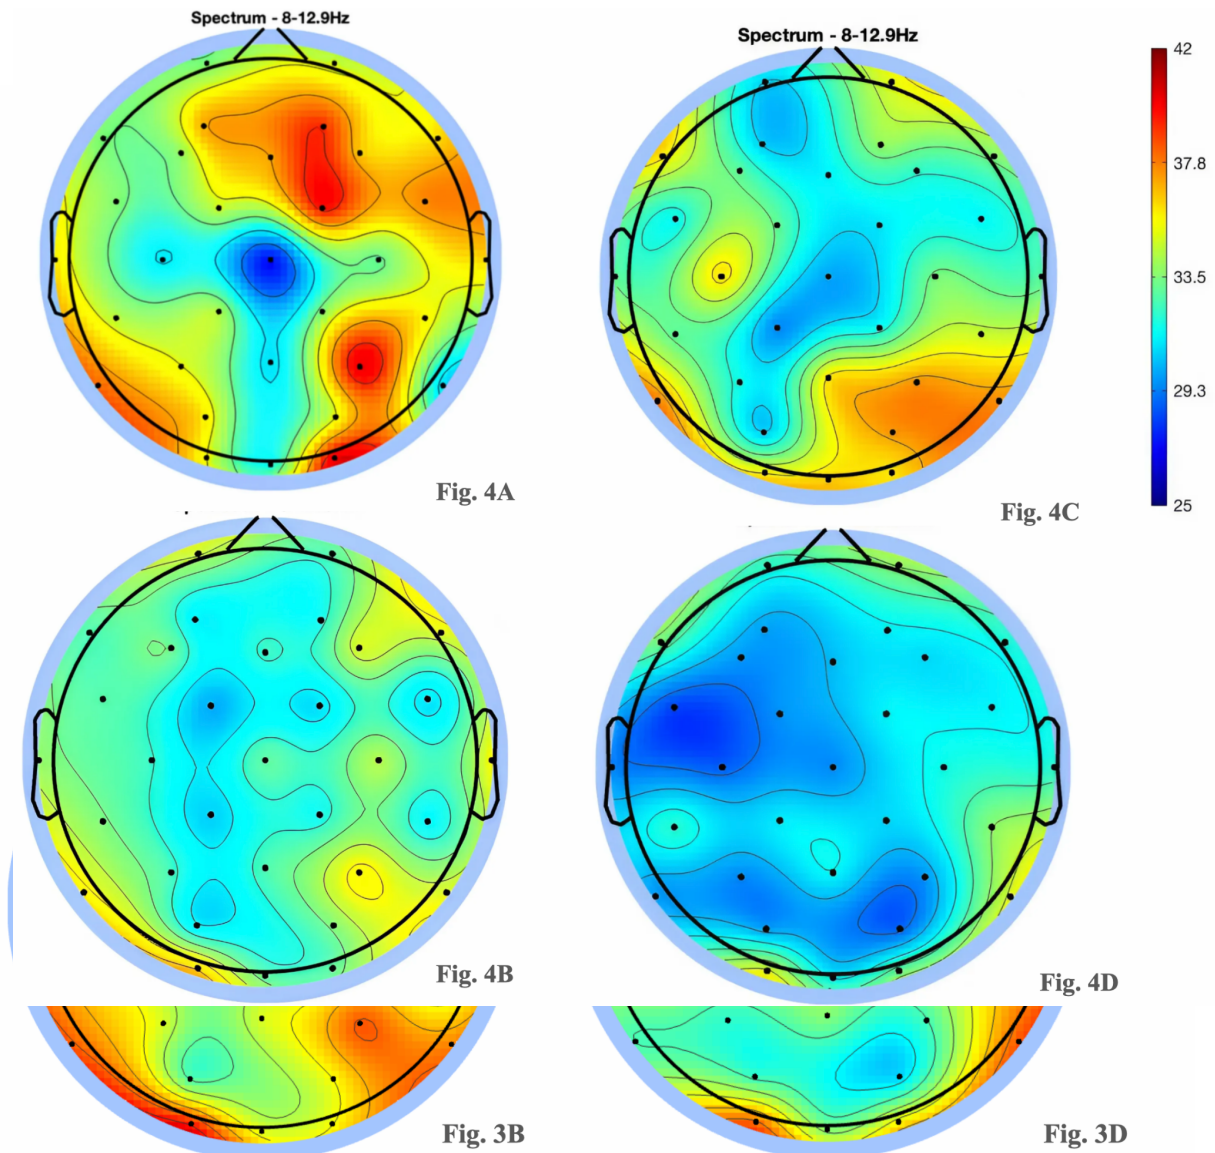 Spectrum - 8-12.9Hz
Spectrum - 8-12.9Hz
42
37.8
33.5
29.3
25
Fig. 4A
Fig. 4C
Fig. 4B
Fig. 4D
Fig. 3B
Fig. 3D